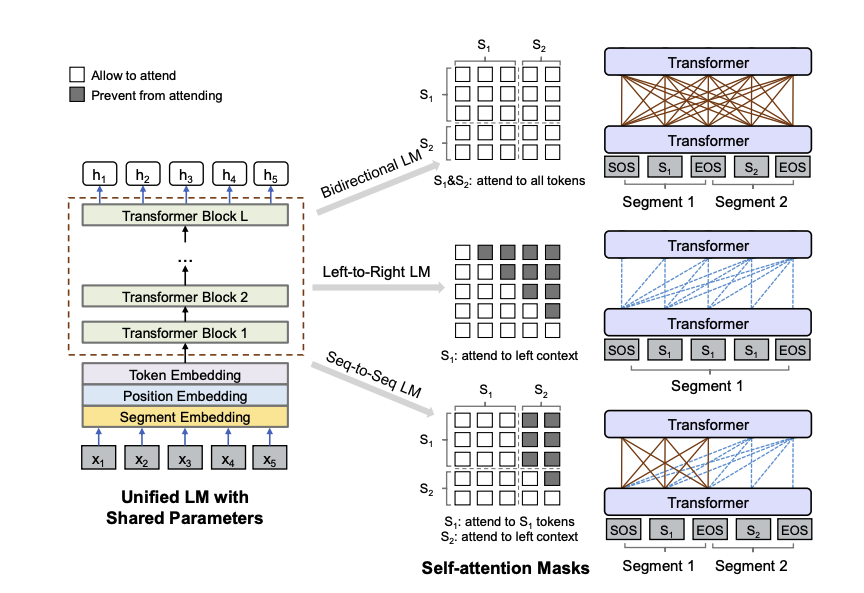 Allow to attend
Prevent from attending
h1 h2 h3 h4 h5
Transformer Block L
...
Transformer Block 2
Transformer Block 1
Token Embedding
Position Embedding
Segment Embedding
x1 x2 x3 x4 x5
Unified LM with
Shared Parameters
Bidirectional LM
Left-to-Right LM
Seq-to-Seq LM
S1 S2
S1
S2
S1&S2: attend to all tokens
S1: attend to left context
S1 S2
S1
S2
S1: attend to S1 tokens
S2: attend to left context
Self-attention Masks
Transformer
Transformer
SOS S1 EOS S2 EOS
Segment 1 Segment 2
Transformer
Transformer
SOS S1 S1 S1 EOS
Segment 1
Transformer
Transformer
SOS S1 EOS S2 EOS
Segment 1 Segment 2